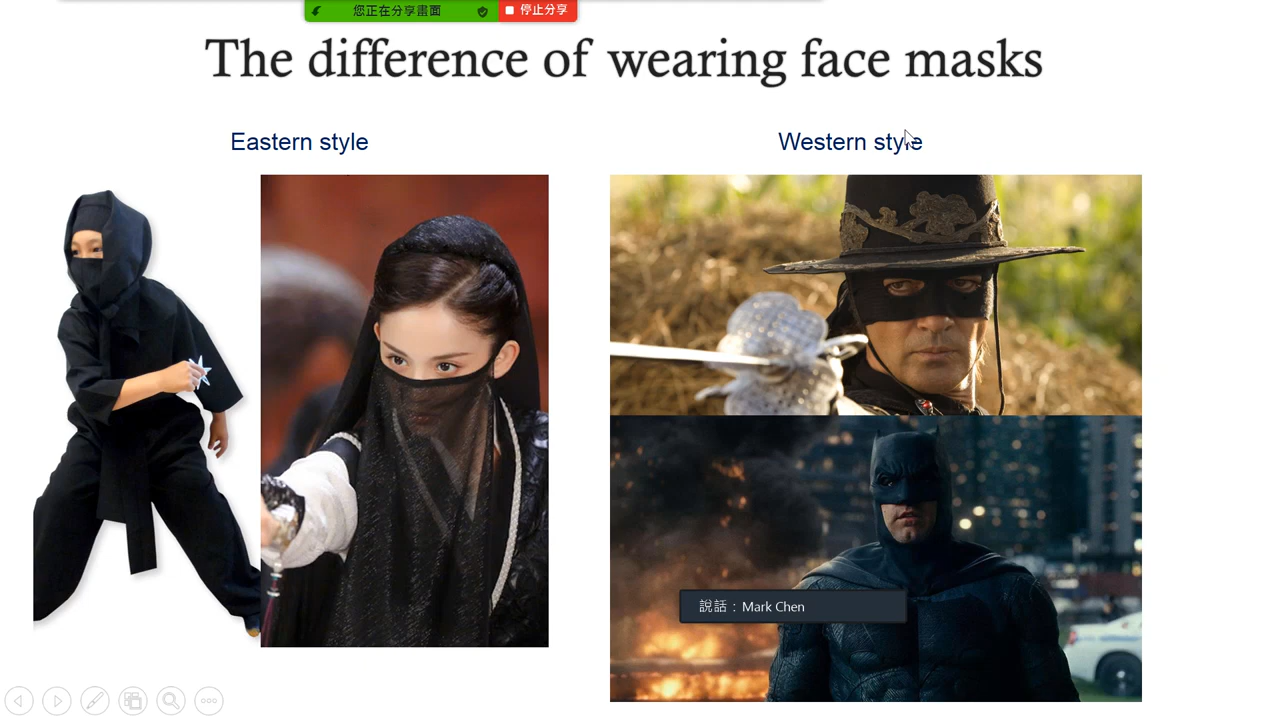 您正在分享畫面
停止分享
The difference of wearing face masks
Eastern style
Western style
說話：Mark Chen